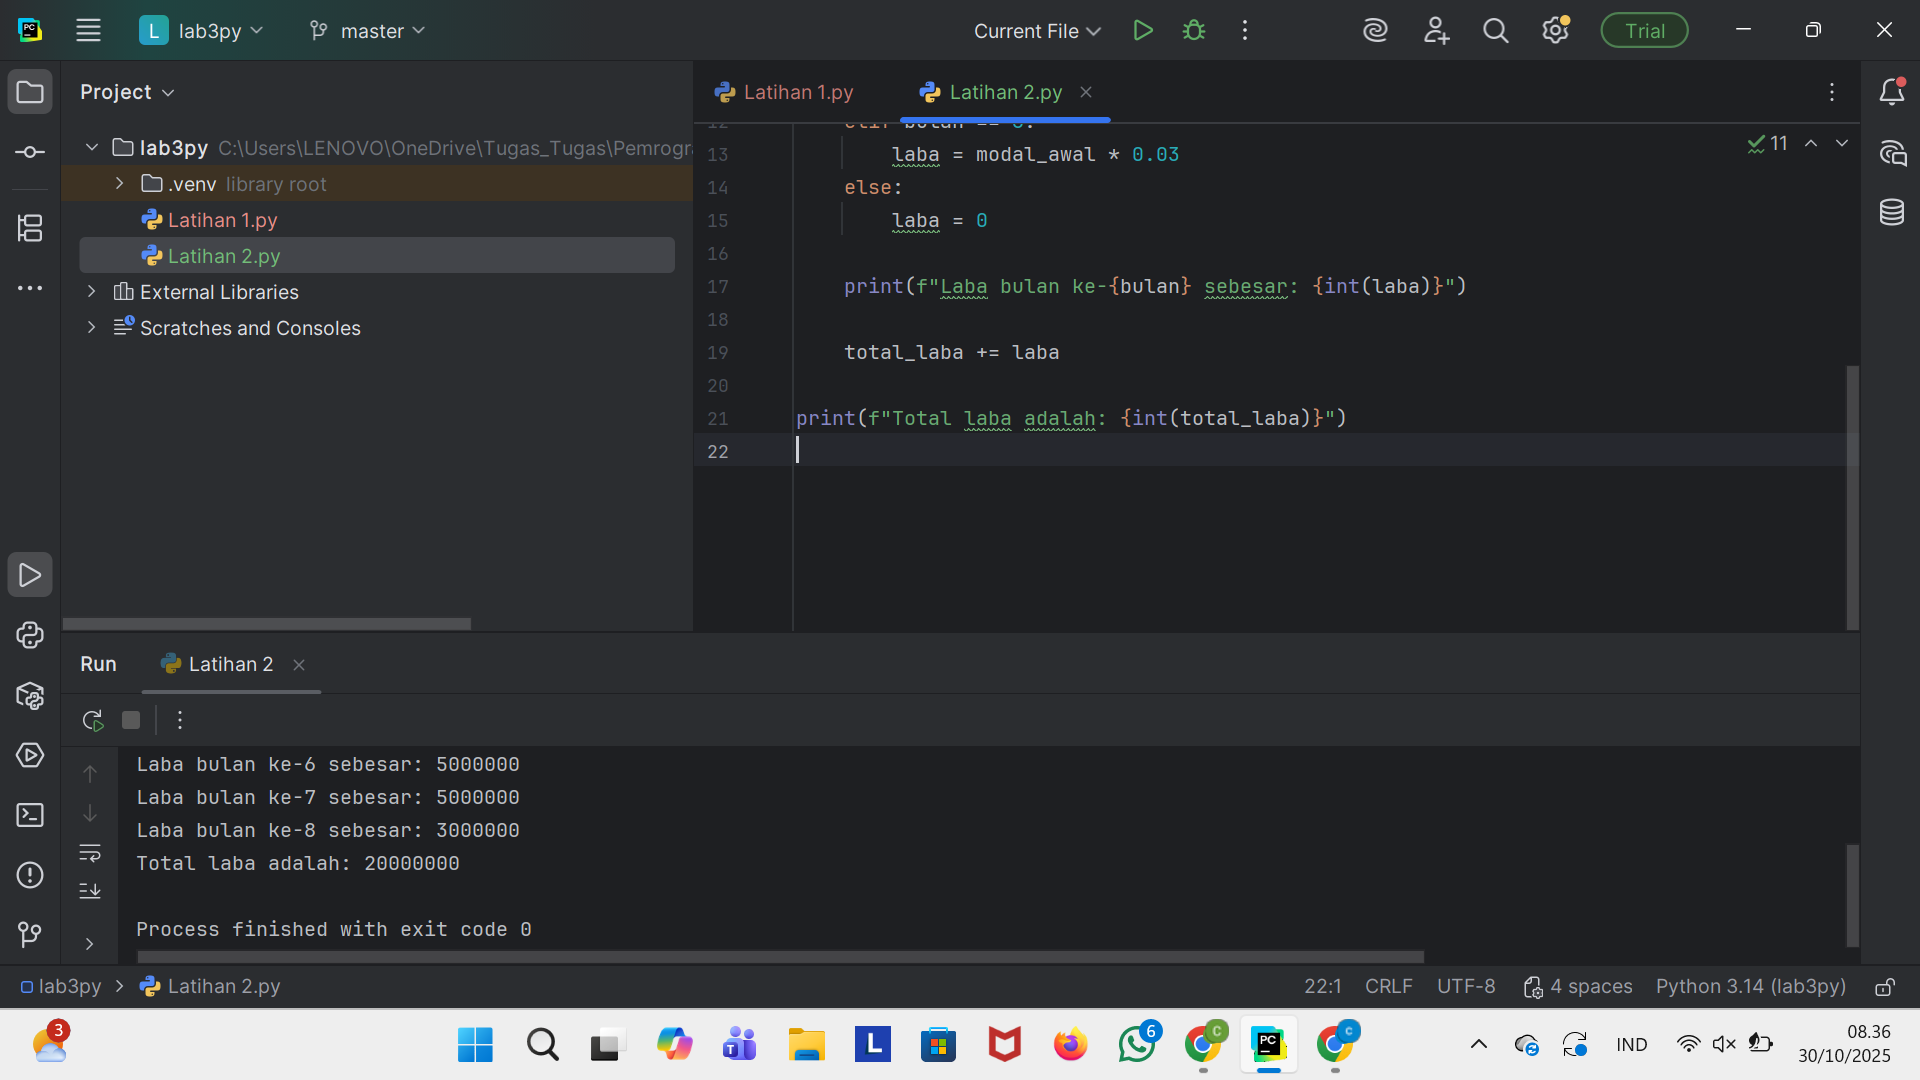 PC
L lab3py
master
Current File
Trial
Project
Latihan 1.py
Latihan 2.py
lab3py C:\Users\LENOVO\OneDrive\Tugas_Tugas\Pemrogra
.venv library root
Latihan 1.py
Latihan 2.py
External Libraries
Scratches and Consoles
12 elif bulan ==
13 laba = modal_awal * 0.03
14 else:
15 laba = 0
16
17 print(f"Laba bulan ke-{bulan} sebesar: {int(laba)}")
18
19 total_laba += laba
20
21 print(f"Total laba adalah: {int(total_laba)}")
22
11
Run
Latihan 2
Laba bulan ke-6 sebesar: 5000000
Laba bulan ke-7 sebesar: 5000000
Laba bulan ke-8 sebesar: 3000000
Total laba adalah: 20000000
Process finished with exit code 0
lab3py > Latihan 2.py
22:1 CRLF UTF-8 4 spaces Python 3.14 (lab3py)
3
T
L
6
C
PC
C
IND
08.36
30/10/2025